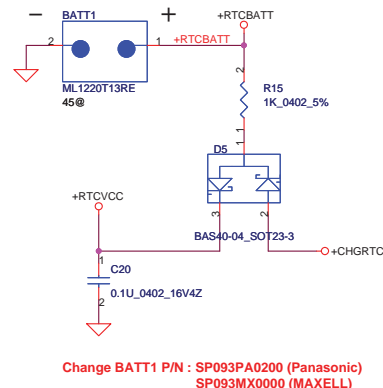 BATT1
+RTCBATT
− +
2 1
+RTCBATT
ML1220T13RE
45@
2
R15
1K_0402_5%
1
1
D5
+RTCVCC
3 2
BAS40-04_SOT23-3
+CHGRTC
1
C20
0.1U_0402_16V4Z
2
Change BATT1 P/N : SP093PA0200 (Panasonic)
SP093MX0000 (MAXELL)